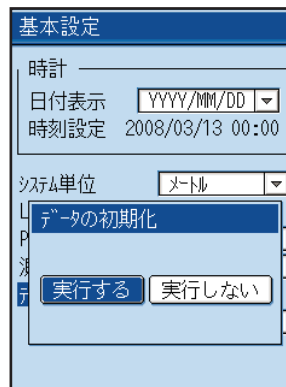 基本設定
時計
日付表示 YYYY/MM/DD
時刻設定 2008/03/13 00:00
ｼｽﾃﾑ単位 ﾒｰﾄﾙ
L
P
ﾃﾞｰﾀの初期化
実行する 実行しない